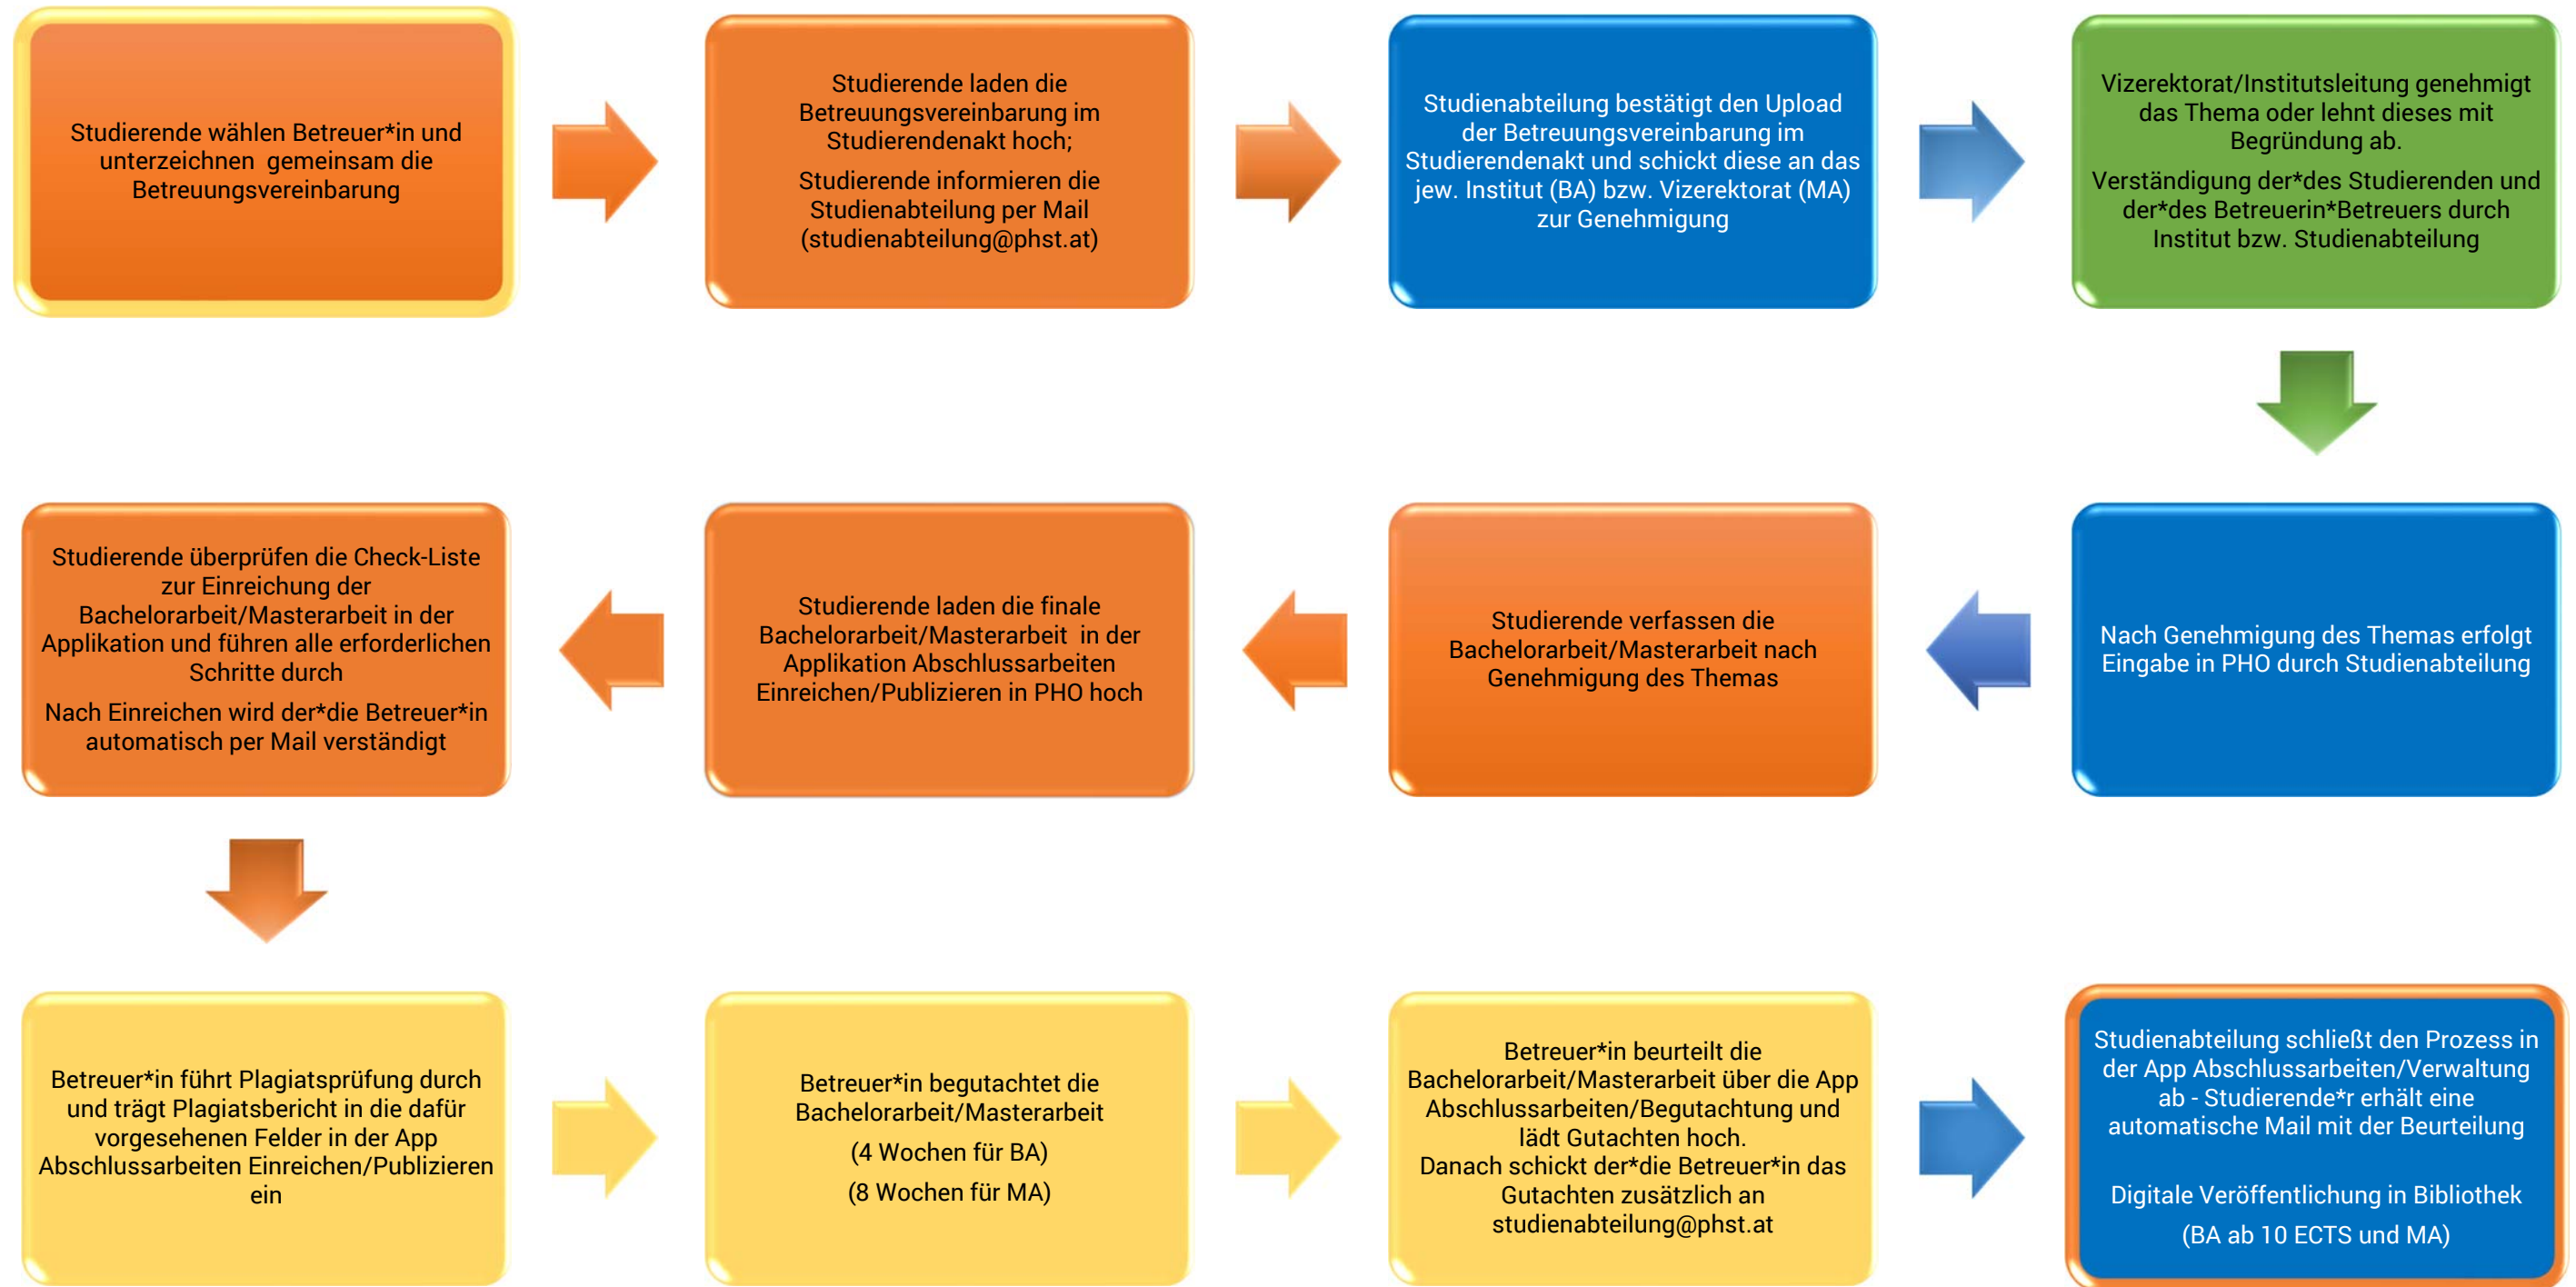 Studierende wählen Betreuer*in und
unterzeichnen  gemeinsam die
Betreuungsvereinbarung
Studierende laden die
Betreuungsvereinbarung im
Studierendenakt hoch;
Studierende informieren die
Studienabteilung per Mail
(studienabteilung@phst.at)
Studienabteilung bestätigt den Upload
der Betreuungsvereinbarung im
Studierendenakt und schickt diese an das
jew. Institut (BA) bzw. Vizerektorat (MA)
zur Genehmigung
Vizerektorat/Institutsleitung genehmigt
das Thema oder lehnt dieses mit
Begründung ab.
Verständigung der*des Studierenden und
der*des Betreuerin*Betreuers durch
Institut bzw. Studienabteilung
Nach Genehmigung des Themas erfolgt
Eingabe in PHO durch Studienabteilung
Studierende verfassen die
Bachelorarbeit/Masterarbeit nach
Genehmigung des Themas
Studierende laden die finale
Bachelorarbeit/Masterarbeit  in der
Applikation Abschlussarbeiten
Einreichen/Publizieren in PHO hoch
Studierende überprüfen die Check-Liste
zur Einreichung der
Bachelorarbeit/Masterarbeit in der
Applikation und führen alle erforderlichen
Schritte durch
Nach Einreichen wird der*die Betreuer*in
automatisch per Mail verständigt
Betreuer*in führt Plagiatsprüfung durch
und trägt Plagiatsbericht in die dafür
vorgesehenen Felder in der App
Abschlussarbeiten Einreichen/Publizieren
ein
Betreuer*in begutachtet die
Bachelorarbeit/Masterarbeit
(4 Wochen für BA)
(8 Wochen für MA)
Betreuer*in beurteilt die
Bachelorarbeit/Masterarbeit über die App
Abschlussarbeiten/Begutachtung und
lädt Gutachten hoch.
Danach schickt der*die Betreuer*in das
Gutachten zusätzlich an
studienabteilung@phst.at
Studienabteilung schließt den Prozess in
der App Abschlussarbeiten/Verwaltung
ab - Studierende*r erhält eine
automatische Mail mit der Beurteilung
Digitale Veröffentlichung in Bibliothek
(BA ab 10 ECTS und MA)